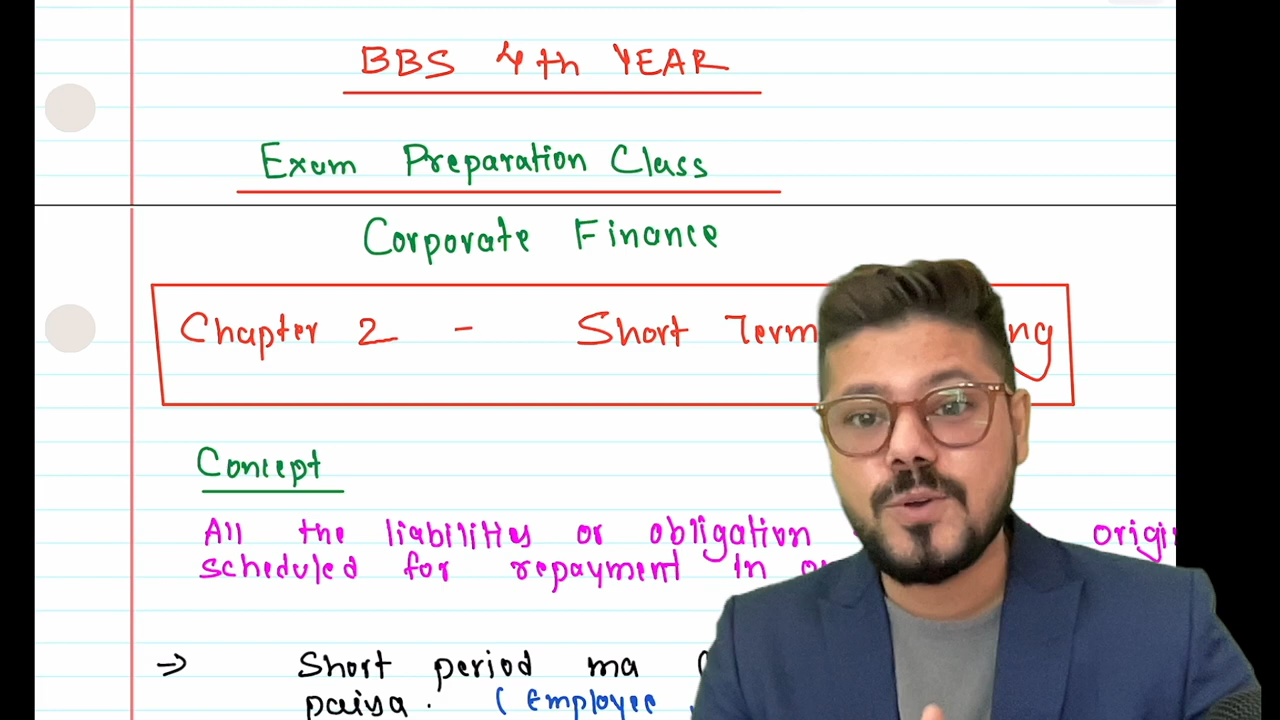 BBS 4th YEAR
Exam Preparation Class
Corporate Finance
Chapter 2 - Short Term
Concept
All the liabilities or obligation
scheduled for repayment in
→ Short period ma
paisa. (employee